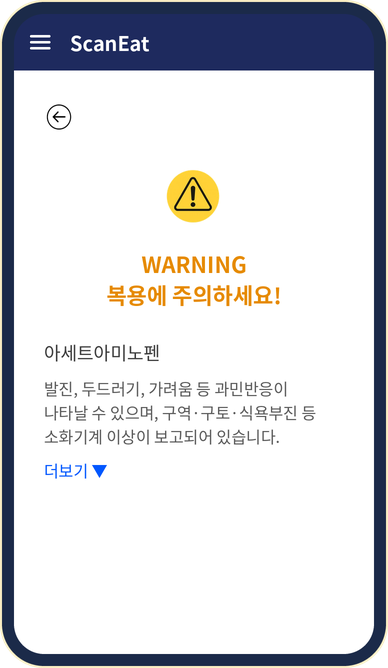 ScanEat
WARNING
복용에 주의하세요!
아세트아미노펜
발진, 두드러기, 가려움 등 과민반응이
나타날 수 있으며, 구역·구토·식욕부진 등
소화기계 이상이 보고되어 있습니다.
더보기 ▼